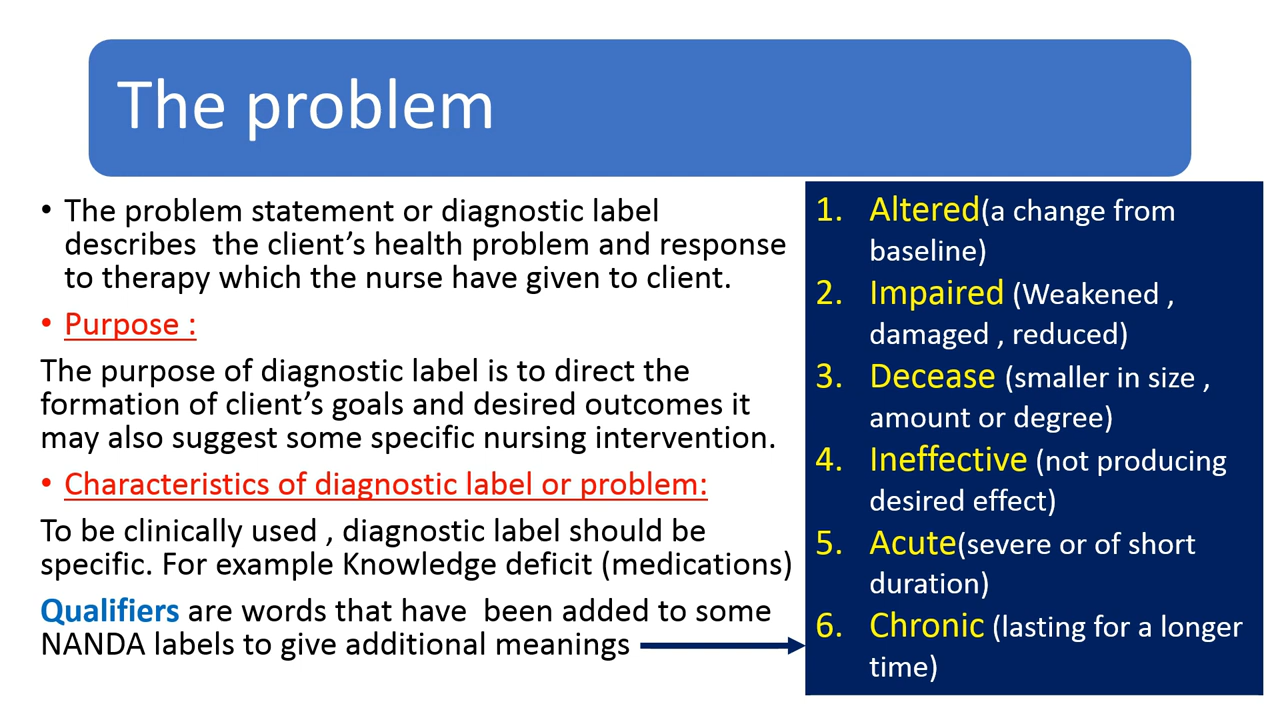 The problem
• The problem statement or diagnostic label
describes the client’s health problem and response
to therapy which the nurse have given to client.
• Purpose :
The purpose of diagnostic label is to direct the
formation of client’s goals and desired outcomes it
may also suggest some specific nursing intervention.
• Characteristics of diagnostic label or problem:
To be clinically used , diagnostic label should be
specific. For example Knowledge deficit (medications)
Qualifiers are words that have been added to some
NANDA labels to give additional meanings
1. Altered(a change from
baseline)
2. Impaired (Weakened ,
damaged , reduced)
3. Decease (smaller in size ,
amount or degree)
4. Ineffective (not producing
desired effect)
5. Acute(severe or of short
duration)
6. Chronic (lasting for a longer
time)